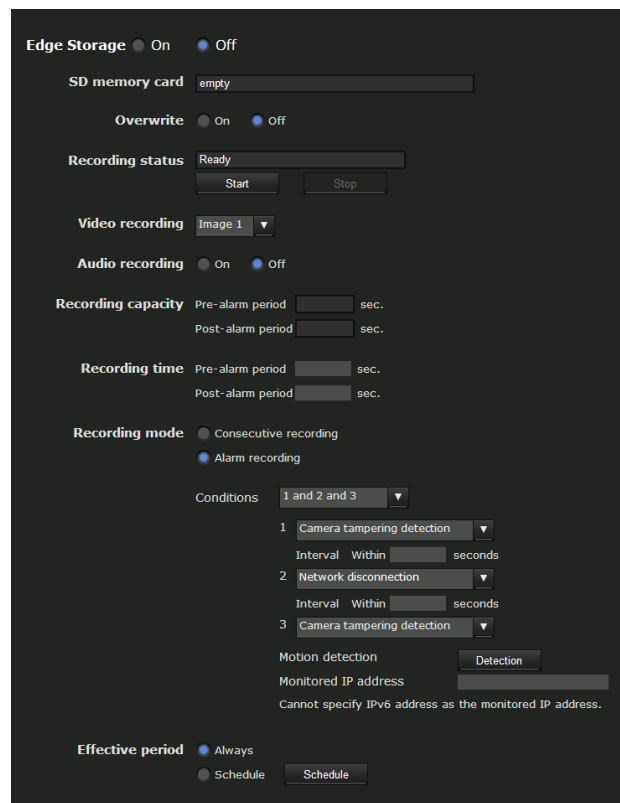 Edge Storage On Off
SD memory card empty
Overwrite On Off
Recording status Ready
Start Stop
Video recording Image 1
Audio recording On Off
Recording capacity Pre-alarm period sec.
Post-alarm period sec.
Recording time Pre-alarm period sec.
Post-alarm period sec.
Recording mode Consecutive recording
Alarm recording
Conditions 1 and 2 and 3
1 Camera tampering detection
Interval Within seconds
2 Network disconnection
Interval Within seconds
3 Camera tampering detection
Motion detection Detection
Monitored IP address
Cannot specify IPv6 address as the monitored IP address.
Effective period Always
Schedule Schedule